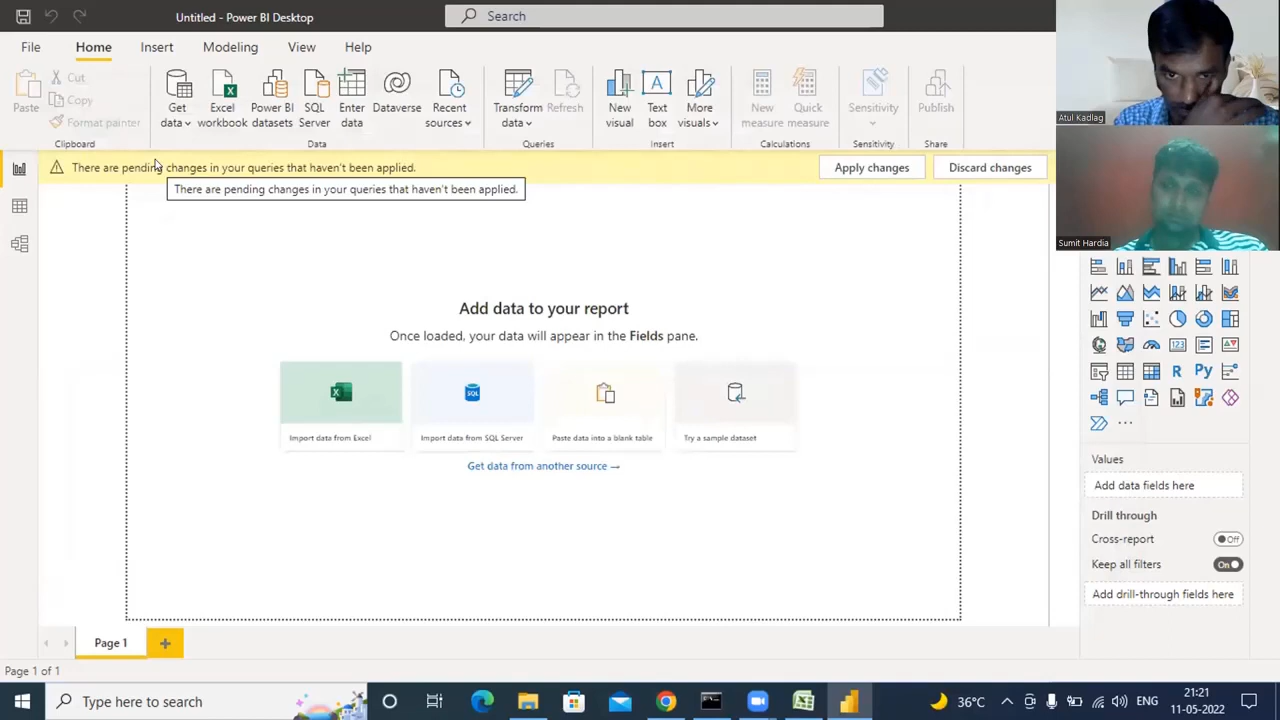 Untitled - Power BI Desktop
Search
File Home Insert Modeling View Help
Paste
Cut
Copy
Format painter
Get data
Excel workbook
Power BI datasets
SQL Server
Enter data
Dataverse
Recent sources
Transform data
Refresh
New visual
Text box
More visuals
New measure
Quick measure
Sensitivity
Publish
Clipboard
Data
Queries
Insert
Calculations
Sensitivity
Share
Atul Kadlag
There are pending changes in your queries that haven't been applied.
Apply changes
Discard changes
There are pending changes in your queries that haven't been applied.
Sumit Hardia
Add data to your report
Once loaded, your data will appear in the Fields pane.
Import data from Excel
Import data from SQL Server
Paste data into a blank table
Try a sample dataset
Get data from another source →
SQL
123
R
Py
Values
Add data fields here
Drill through
Cross-report
Off
Keep all filters
On
Add drill-through fields here
Page 1
Page 1 of 1
Type here to search
36°C
ENG
21:21
11-05-2022